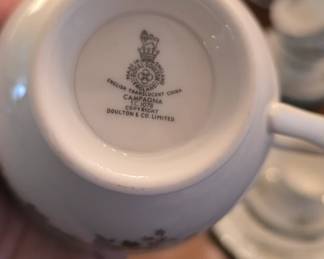 ENGLISH TRANSLUCENT CHINA
CAMPAGNA
COPYRIGHT
DOULTON & CO. LIMITED